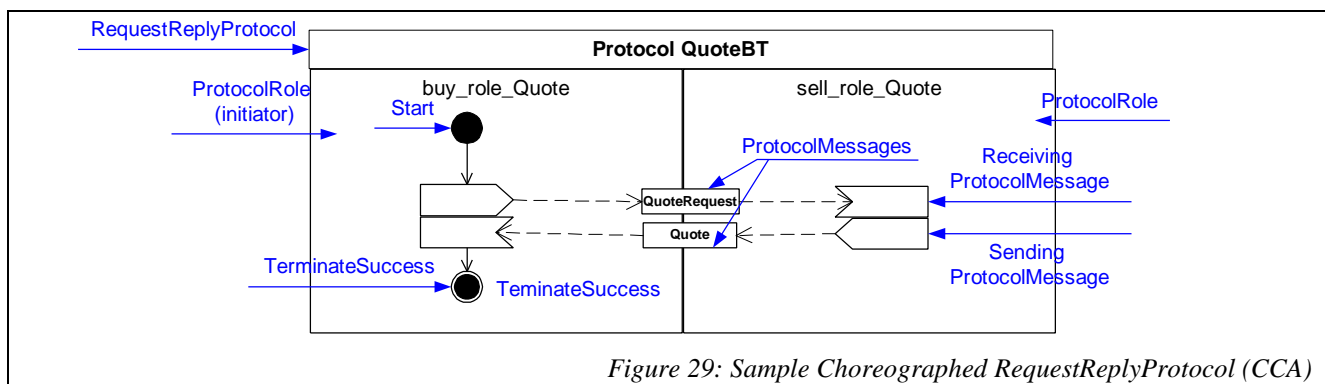 RequestReplyProtocol
Protocol QuoteBT
ProtocolRole
(initiator)
buy_role_Quote
sell_role_Quote
Start
ProtocolRole
ProtocolMessages
Receiving
ProtocolMessage
QuoteRequest
Quote
Sending
ProtocolMessage
TerminateSuccess
TeminateSuccess
Figure 29: Sample Choreographed RequestReplyProtocol (CCA)